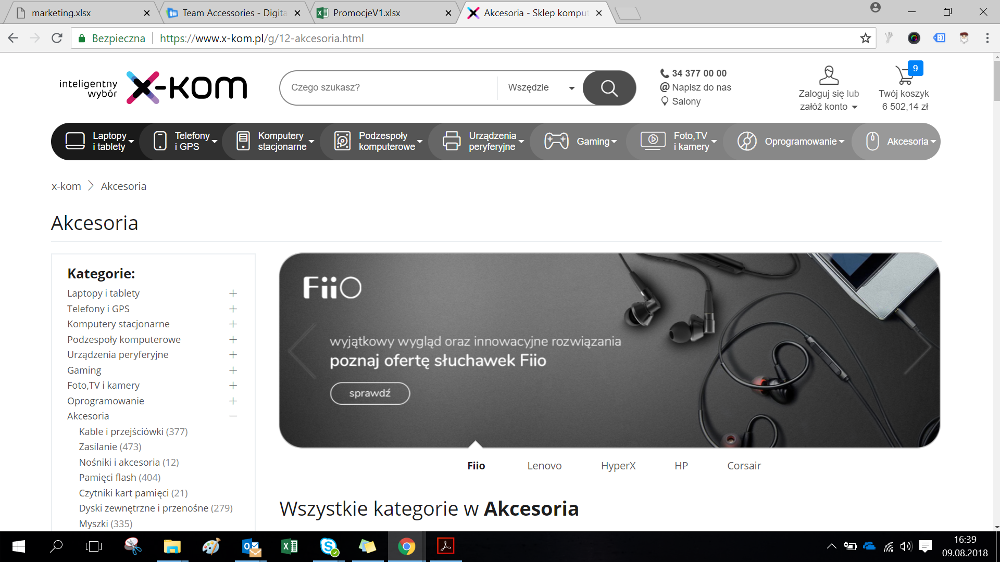 marketing.xlsx
Team Accessories - Digita
PromocjeV1.xlsx
Akcesoria - Sklep komput
Bezpieczna
https://www.x-kom.pl/g/12-akcesoria.html
inteligentny
wybór
x-kom
Czego szukasz?
Wszędzie
34 377 00 00
Napisz do nas
Salony
Zaloguj się lub
załóż konto
9
Twój koszyk
6 502,14 zł
Laptopy
i tablety
Telefony
i GPS
Komputery
stacjonarne
Podzespoły
komputerowe
Urządzenia
peryferyjne
Gaming
Foto,TV
i kamery
Oprogramowanie
Akcesoria
x-kom
Akcesoria
Akcesoria
Kategorie:
Laptopy i tablety
Telefony i GPS
Komputery stacjonarne
Podzespoły komputerowe
Urządzenia peryferyjne
Gaming
Foto,TV i kamery
Oprogramowanie
Akcesoria
Kable i przejściówki (377)
Zasilanie (473)
Nośniki i akcesoria (12)
Pamięci flash (404)
Czytniki kart pamięci (21)
Dyski zewnętrzne i przenośne (279)
Myszki (335)
FiiO
wyjątkowy wygląd oraz innowacyjne rozwiązania
poznaj ofertę słuchawek Fiio
sprawdź
Fiio
Lenovo
HyperX
HP
Corsair
Wszystkie kategorie w Akcesoria
16:39
09.08.2018